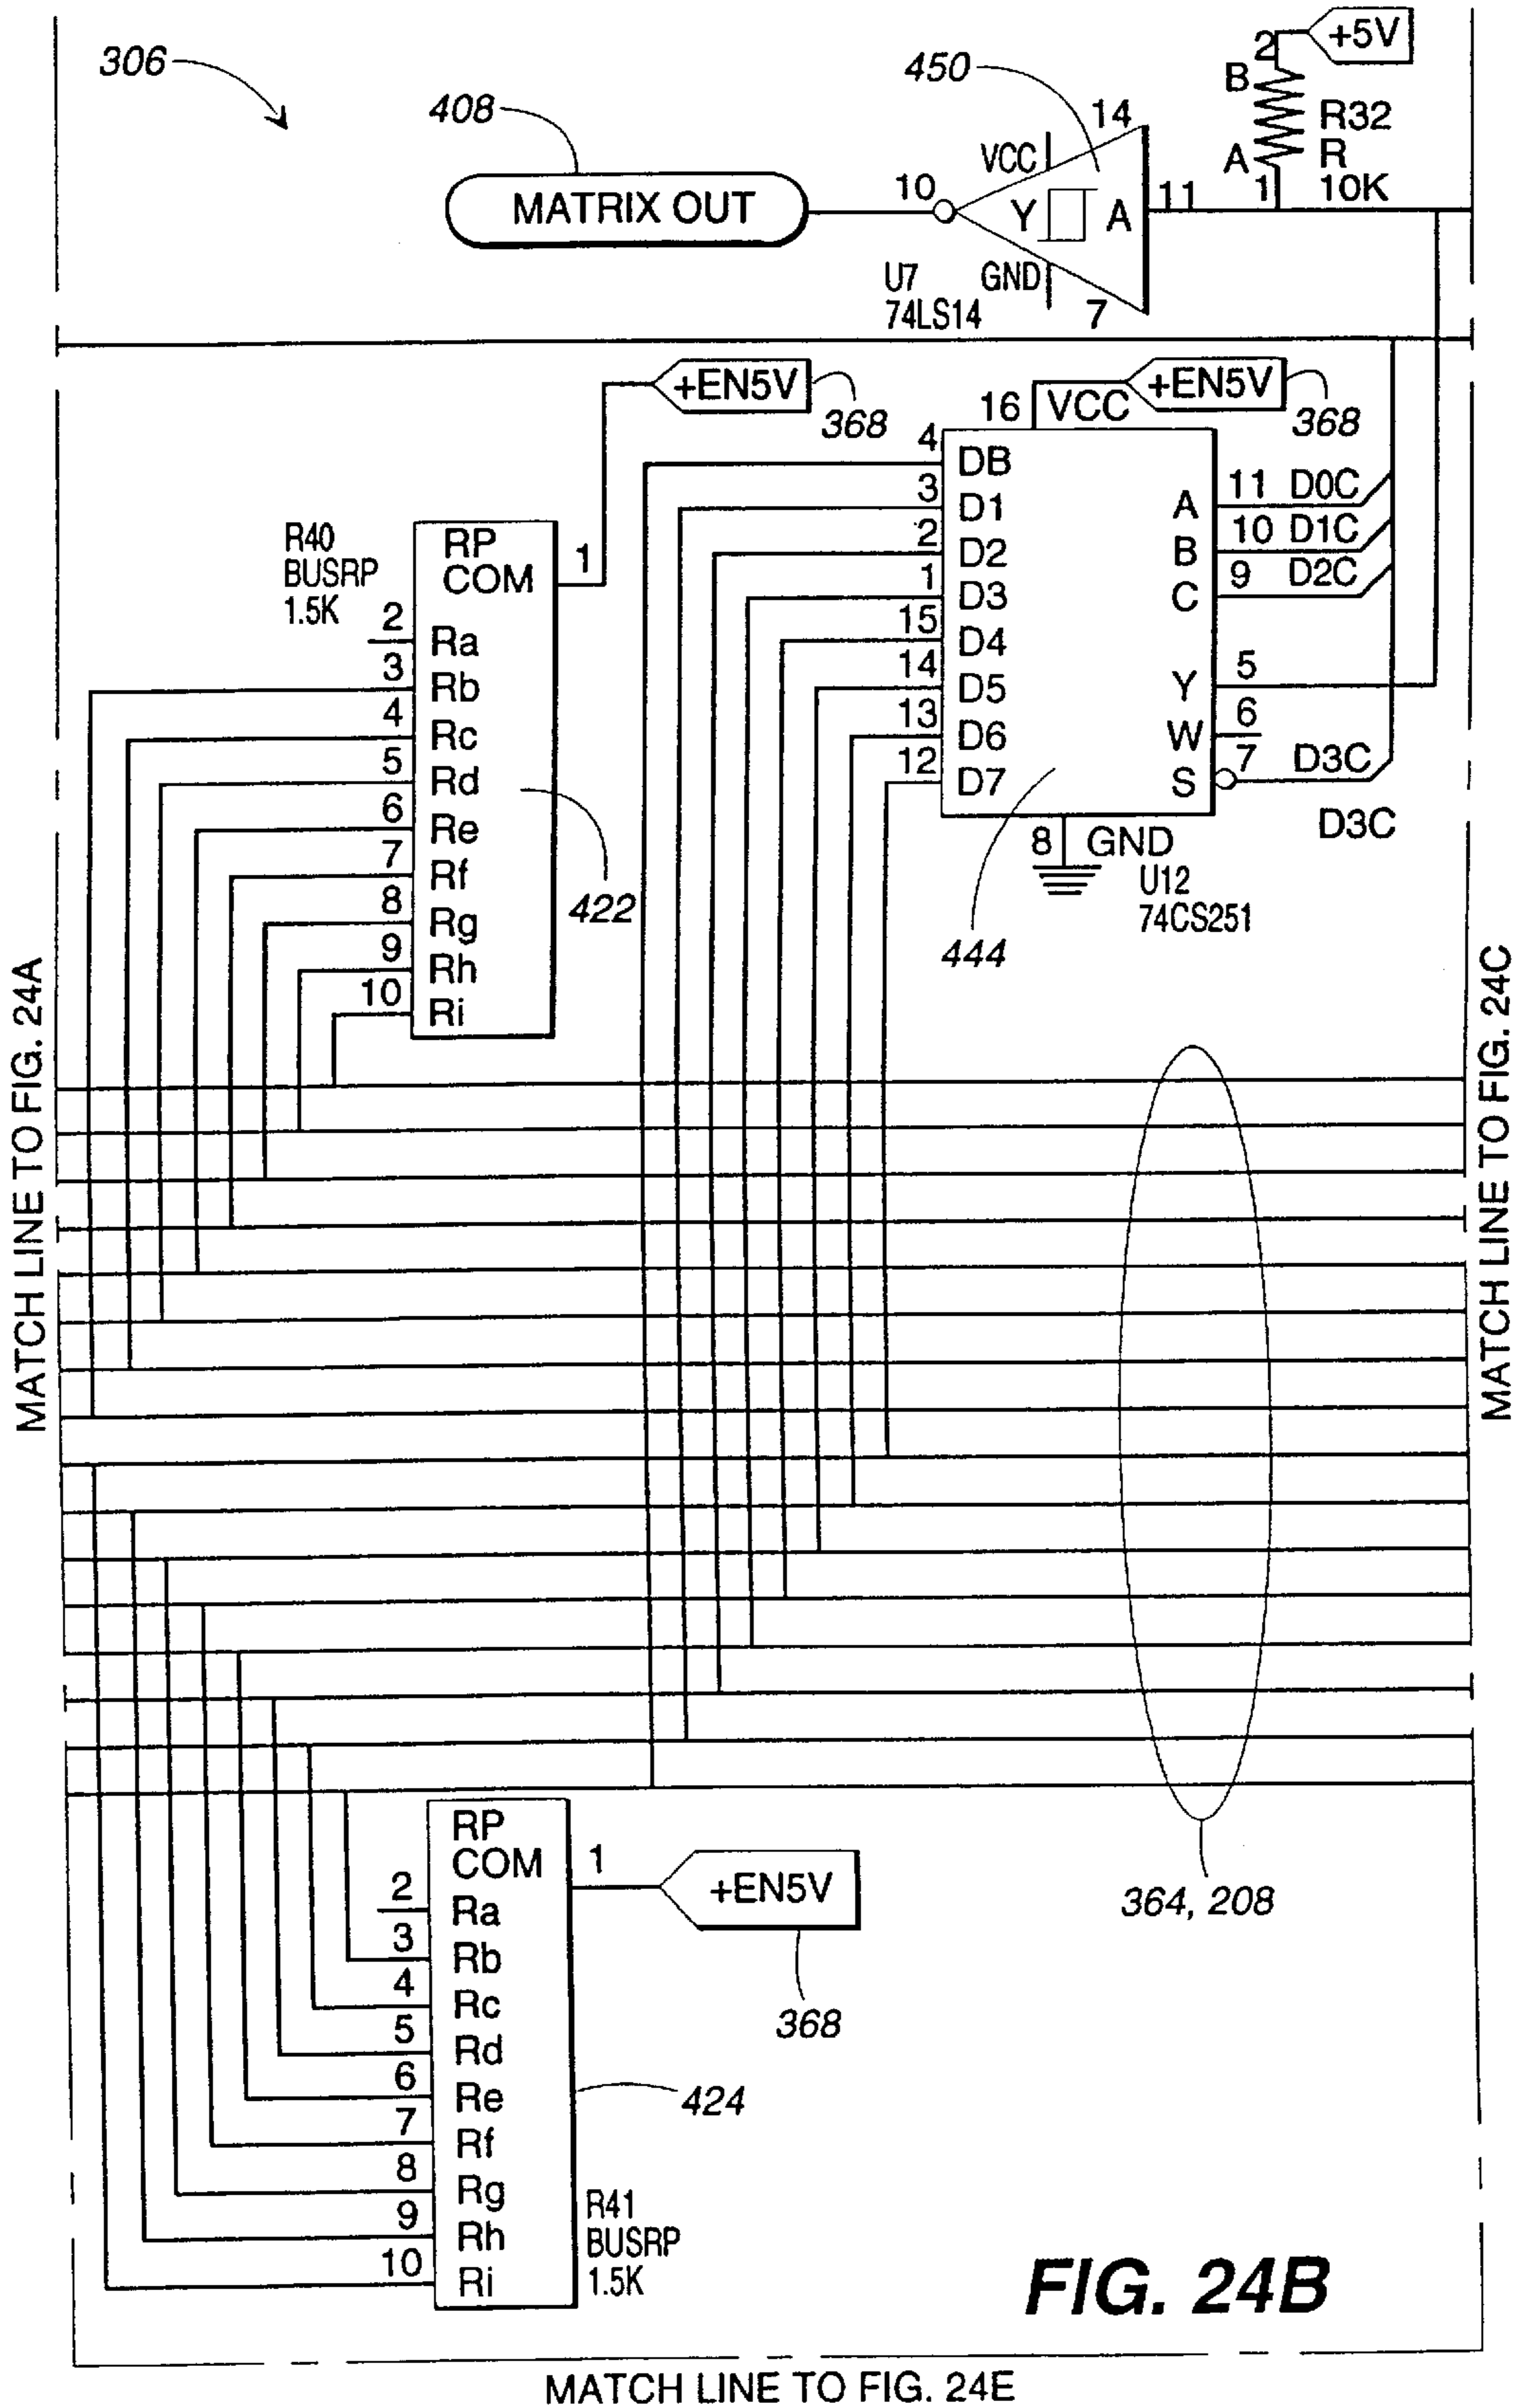 306
408
MATRIX OUT
450
14
VCC
10
Y
A
11
GND
U7
74LS14
7
+5V
2
B
R32
R
10K
A
1
+EN5V
368
R40
BUSRP
1.5K
RP
COM
1
2
Ra
3
Rb
4
Rc
5
Rd
6
Re
7
Rf
8
Rg
9
Rh
10
Ri
422
16
VCC
+EN5V
368
4
DB
3
D1
2
D2
1
D3
15
D4
14
D5
13
D6
12
D7
A
11
D0C
B
10
D1C
C
9
D2C
Y
5
W
6
S
7
D3C
D3C
8
GND
U12
74CS251
444
MATCH LINE TO FIG. 24A
MATCH LINE TO FIG. 24C
364, 208
RP
COM
1
+EN5V
368
2
Ra
3
Rb
4
Rc
5
Rd
6
Re
7
Rf
8
Rg
9
Rh
10
Ri
424
R41
BUSRP
1.5K
FIG. 24B
MATCH LINE TO FIG. 24E